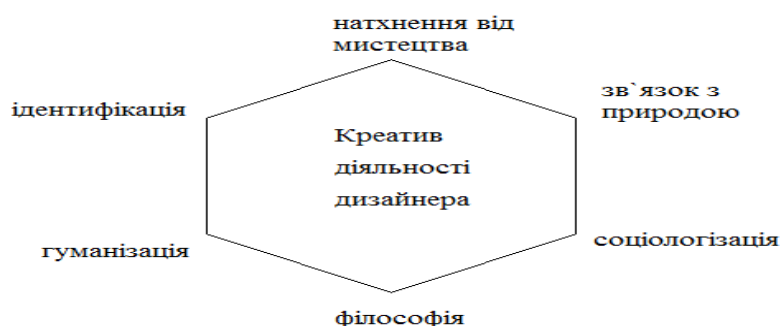 натхнення від
мистецтва
ідентифікація
зв`язок з
природою
Креатив
діяльності
дизайнера
гуманізація
соціологізація
філософія